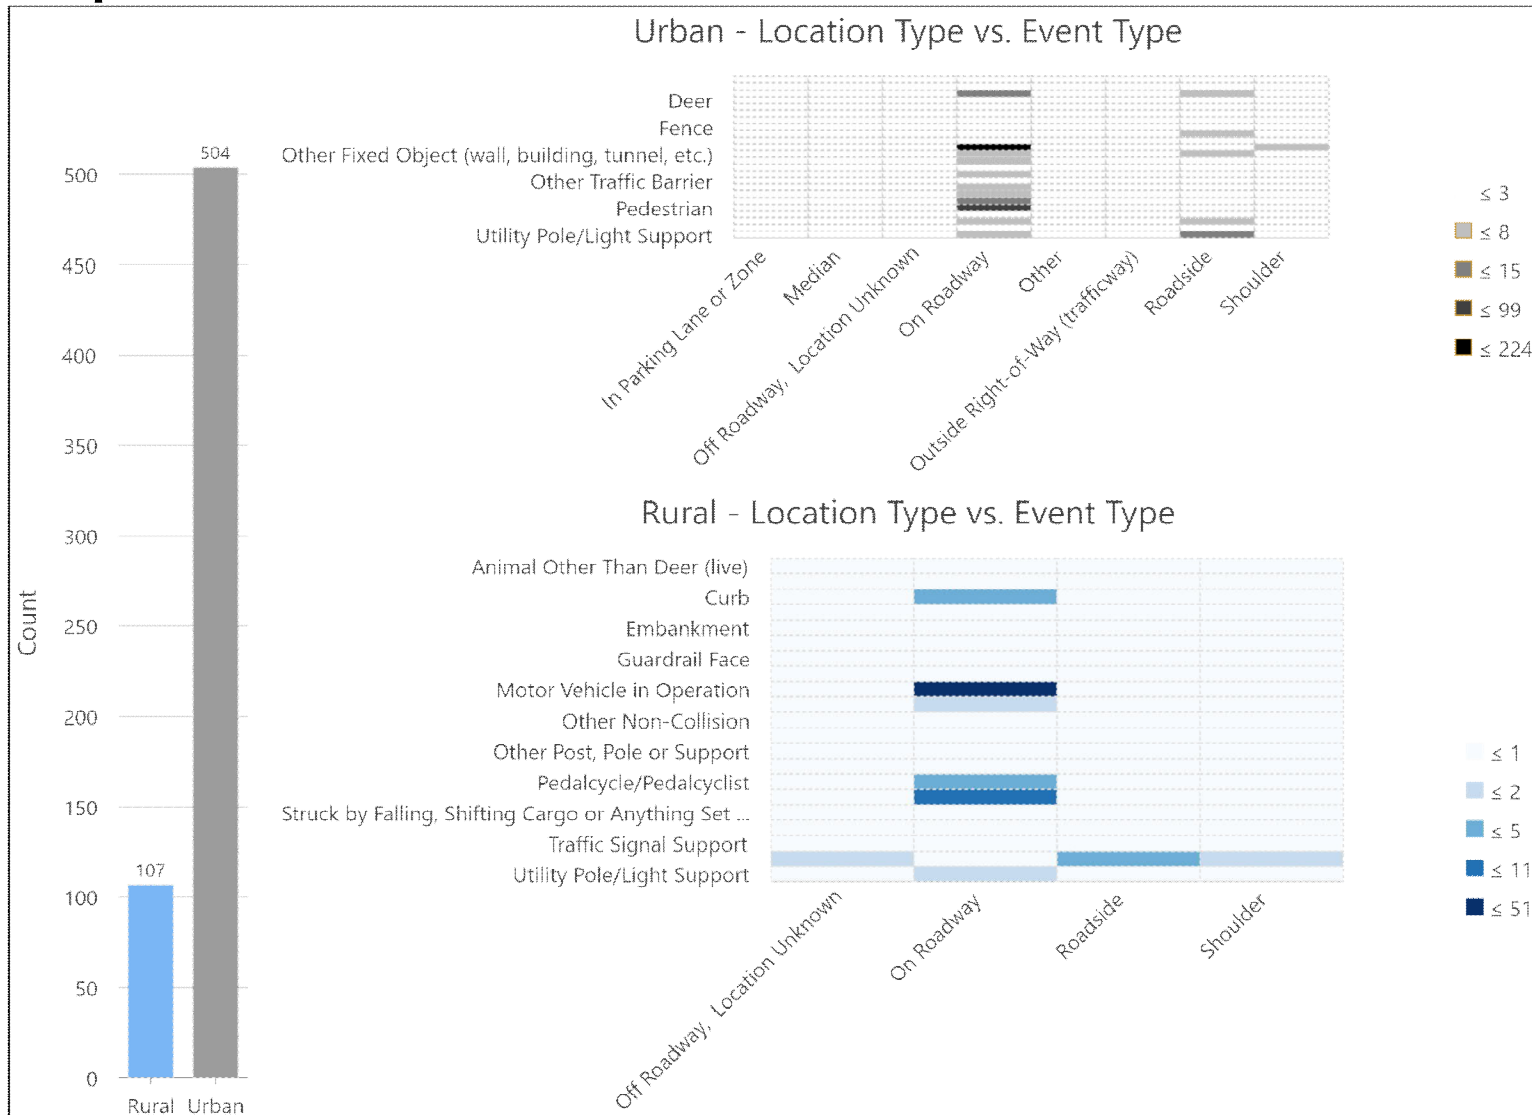 Urban - Location Type vs. Event Type
Deer
Fence
Other Fixed Object (wall, building, tunnel, etc.)
Other Traffic Barrier
Pedestrian
Utility Pole/Light Support
In Parking Lane or Zone
Median
Off Roadway, Location Unknown
On Roadway
Other
Outside Right-of-Way (trafficway)
Roadside
Shoulder
≤ 3
≤ 8
≤ 15
≤ 99
≤ 224
Count
504
107
500
450
400
350
300
250
200
150
100
50
0
Rural
Urban
Rural - Location Type vs. Event Type
Animal Other Than Deer (live)
Curb
Embankment
Guardrail Face
Motor Vehicle in Operation
Other Non-Collision
Other Post, Pole or Support
Pedalcycle/Pedalcyclist
Struck by Falling, Shifting Cargo or Anything Set ...
Traffic Signal Support
Utility Pole/Light Support
Off Roadway, Location Unknown
On Roadway
Roadside
Shoulder
≤ 1
≤ 2
≤ 5
≤ 11
≤ 51